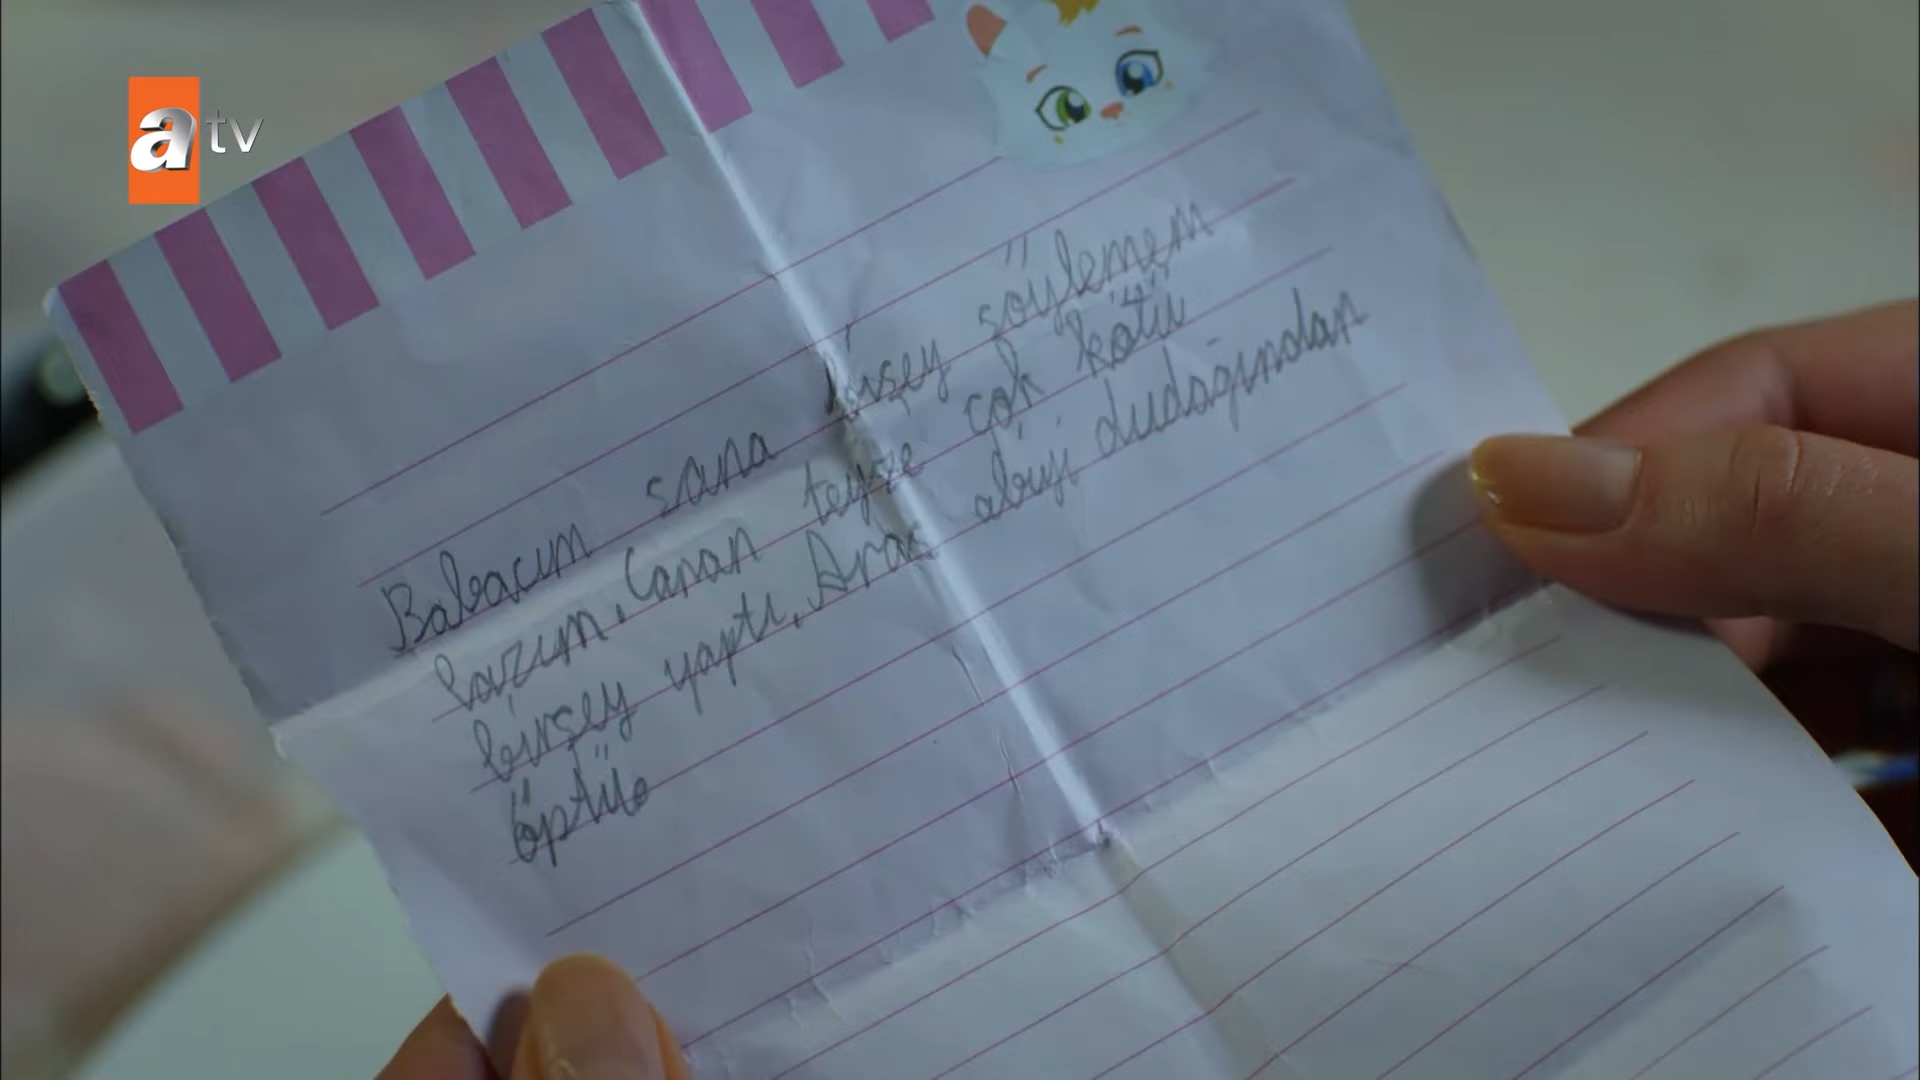 atv
Babacım sana birşey söylemem
lazım. Canan teyze çok kötü
birşey yaptı. Aras abiyi dudağından
öptü